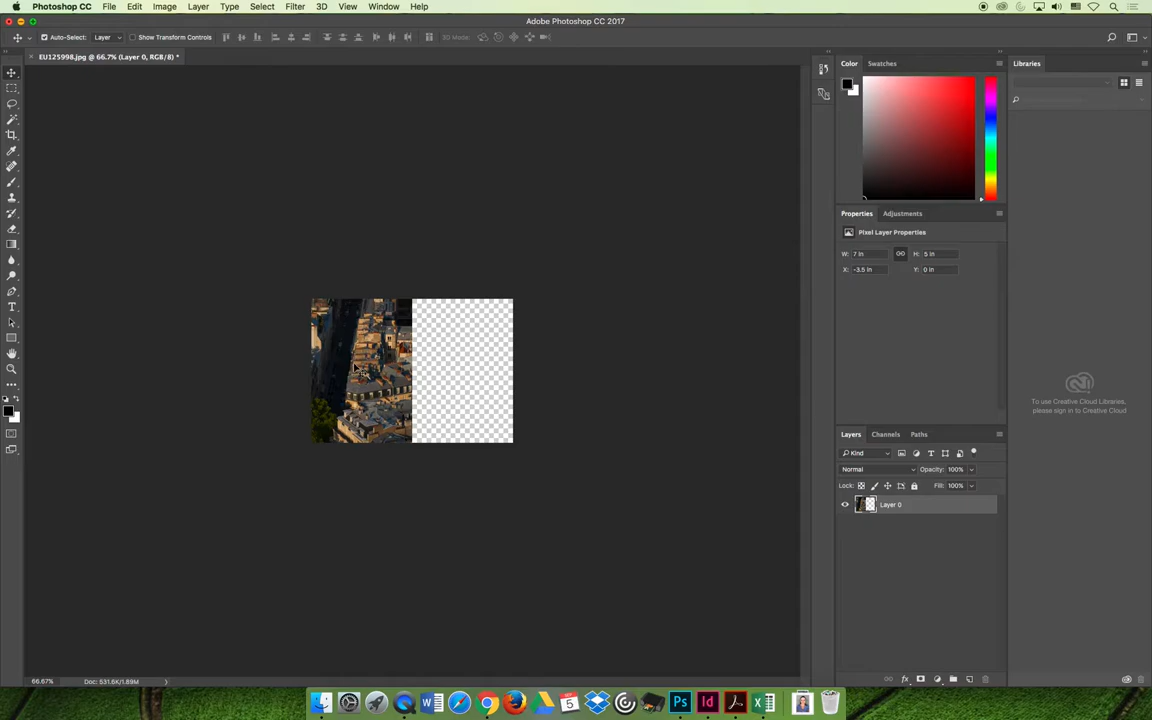 Photoshop CC File Edit Image Layer Type Select Filter 3D View Window Help
Adobe Photoshop CC 2017
Auto-Select: Layer Show Transform Controls 3D Mode:
EU125998.jpg @ 66.7% (Layer 0, RGB/8) *
Color Swatches
Libraries
Properties Adjustments
Pixel Layer Properties
W: 7 in H: 5 in
X: -3.5 in Y: 0 in
To use Creative Cloud Libraries,
please sign in to Creative Cloud
Layers Channels Paths
Kind
Normal Opacity: 100%
Lock: Fill: 100%
Layer 0
66.67% Doc: 531.6K/1.89M